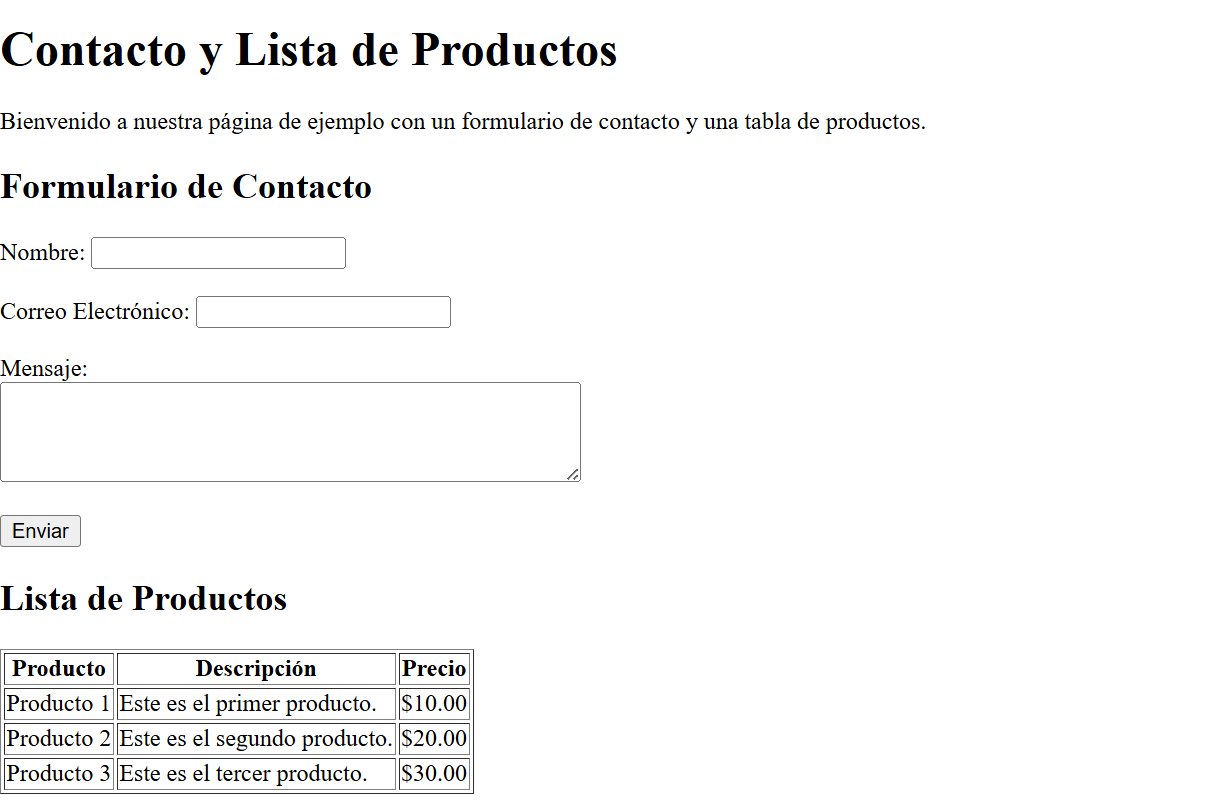 Contacto y Lista de Productos
Bienvenido a nuestra página de ejemplo con un formulario de contacto y una tabla de productos.
Formulario de Contacto
Nombre:
Correo Electrónico:
Mensaje:
Enviar
Lista de Productos
Producto Descripción Precio
Producto 1 Este es el primer producto. $10.00
Producto 2 Este es el segundo producto. $20.00
Producto 3 Este es el tercer producto. $30.00